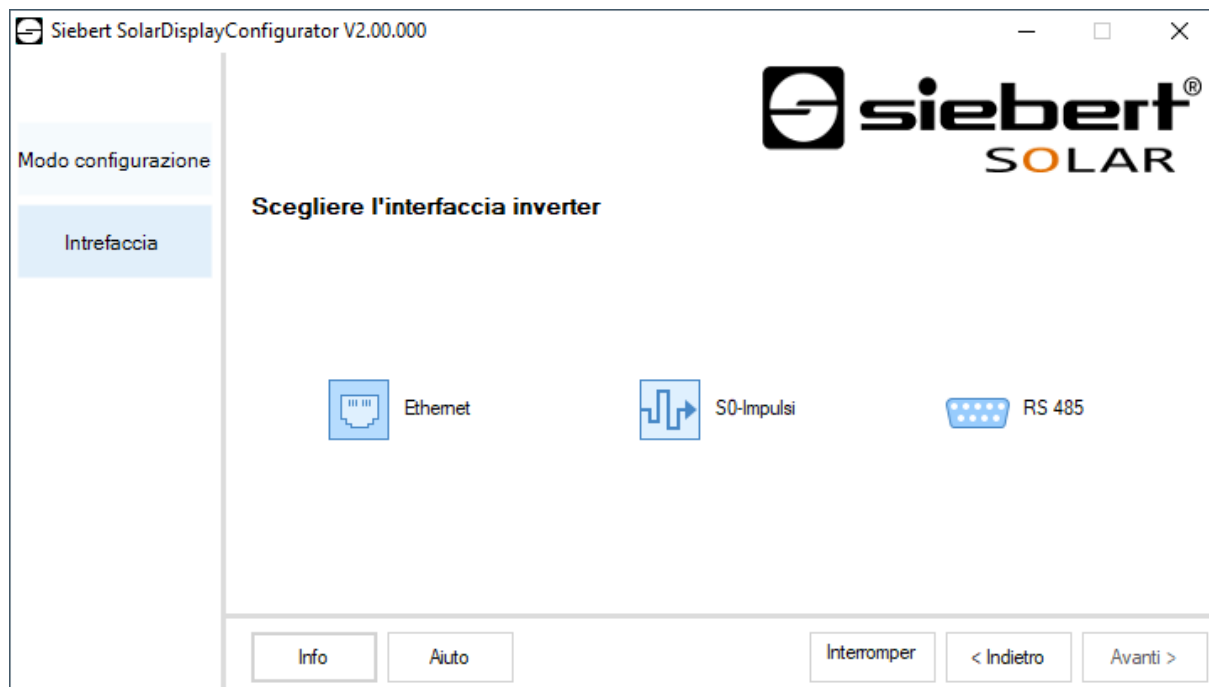 Siebert SolarDisplayConfigurator V2.00.000
siebert®
SOLAR
Modo configurazione
Intrefaccia
Scegliere l'interfaccia inverter
Ethernet
S0-Impulsi
RS 485
Info
Aiuto
Interromper
< Indietro
Avanti >